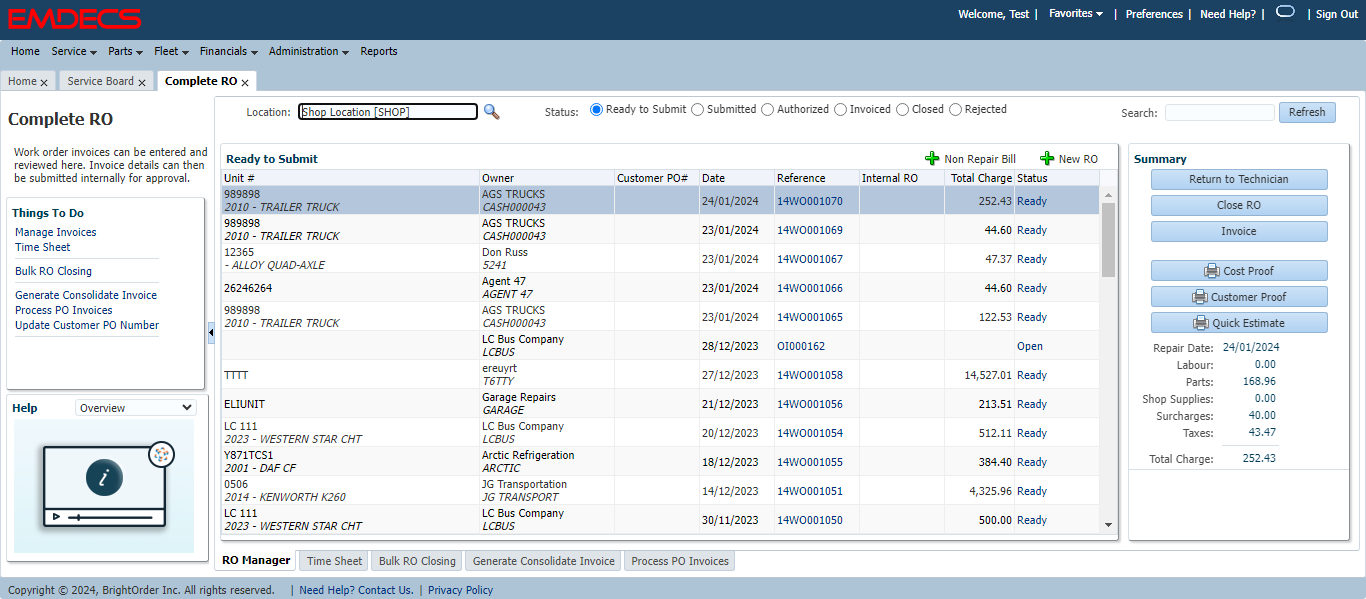 EMDECS
Welcome, Test | Favorites | Preferences | Need Help? | | Sign Out
Home Service Parts Fleet Financials Administration Reports
Home x Service Board x Complete RO x
Complete RO
Work order invoices can be entered and
reviewed here. Invoice details can then
be submitted internally for approval.
Things To Do
Manage Invoices
Time Sheet
Bulk RO Closing
Generate Consolidate Invoice
Process PO Invoices
Update Customer PO Number
Help Overview
i
Location: Shop Location [SHOP] Status: Ready to Submit Submitted Authorized Invoiced Closed Rejected Search: Refresh
Ready to Submit Non Repair Bill New RO
Unit # Owner Customer PO# Date Reference Internal RO Total Charge Status
989898 AGS TRUCKS
2010 - TRAILER TRUCK CASH000043 24/01/2024 14WO001070 252.43 Ready
989898 AGS TRUCKS
2010 - TRAILER TRUCK CASH000043 23/01/2024 14WO001069 44.60 Ready
12365 Don Russ
- ALLOY QUAD-AXLE 5241 23/01/2024 14WO001067 47.37 Ready
26246264 Agent 47
AGENT 47 23/01/2024 14WO001066 44.60 Ready
989898 AGS TRUCKS
2010 - TRAILER TRUCK CASH000043 23/01/2024 14WO001065 122.53 Ready
LC Bus Company
LCBUS 28/12/2023 OI000162 Open
TTTT ereuyrt
T6TTY 27/12/2023 14WO001058 14,527.01 Ready
ELIUNIT Garage Repairs
GARAGE 21/12/2023 14WO001056 213.51 Ready
LC 111 LC Bus Company
2023 - WESTERN STAR CHT LCBUS 20/12/2023 14WO001054 512.11 Ready
Y871TCS1 Arctic Refrigeration
2001 - DAF CF ARCTIC 18/12/2023 14WO001055 384.40 Ready
0506 JG Transportation
2014 - KENWORTH K260 JG TRANSPORT 14/12/2023 14WO001051 4,325.96 Ready
LC 111 LC Bus Company
2023 - WESTERN STAR CHT LCBUS 30/11/2023 14WO001050 500.00 Ready
Summary
Return to Technician
Close RO
Invoice
Cost Proof
Customer Proof
Quick Estimate
Repair Date: 24/01/2024
Labour: 0.00
Parts: 168.96
Shop Supplies: 0.00
Surcharges: 40.00
Taxes: 43.47
Total Charge: 252.43
RO Manager Time Sheet Bulk RO Closing Generate Consolidate Invoice Process PO Invoices
Copyright © 2024, BrightOrder Inc. All rights reserved. | Need Help? Contact Us. | Privacy Policy